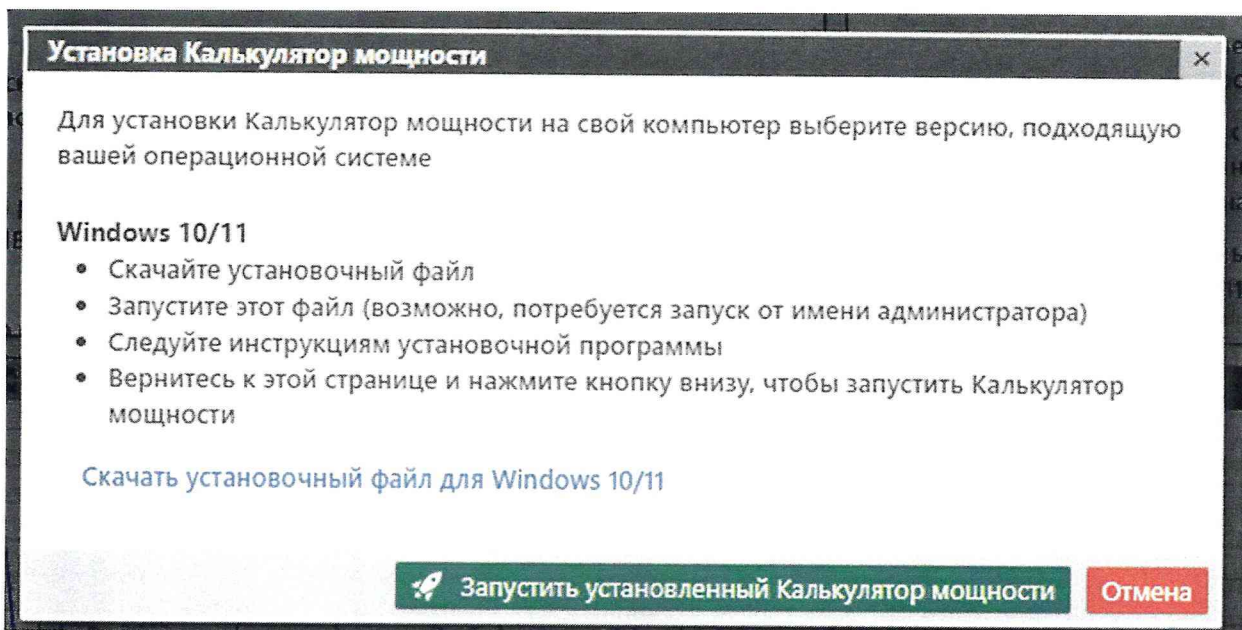 Установка Калькулятор мощности
Для установки Калькулятор мощности на свой компьютер выберите версию, подходящую
вашей операционной системе
Windows 10/11
• Скачайте установочный файл
• Запустите этот файл (возможно, потребуется запуск от имени администратора)
• Следуйте инструкциям установочной программы
• Вернитесь к этой странице и нажмите кнопку внизу, чтобы запустить Калькулятор
мощности
Скачать установочный файл для Windows 10/11
Запустить установленный Калькулятор мощности
Отмена